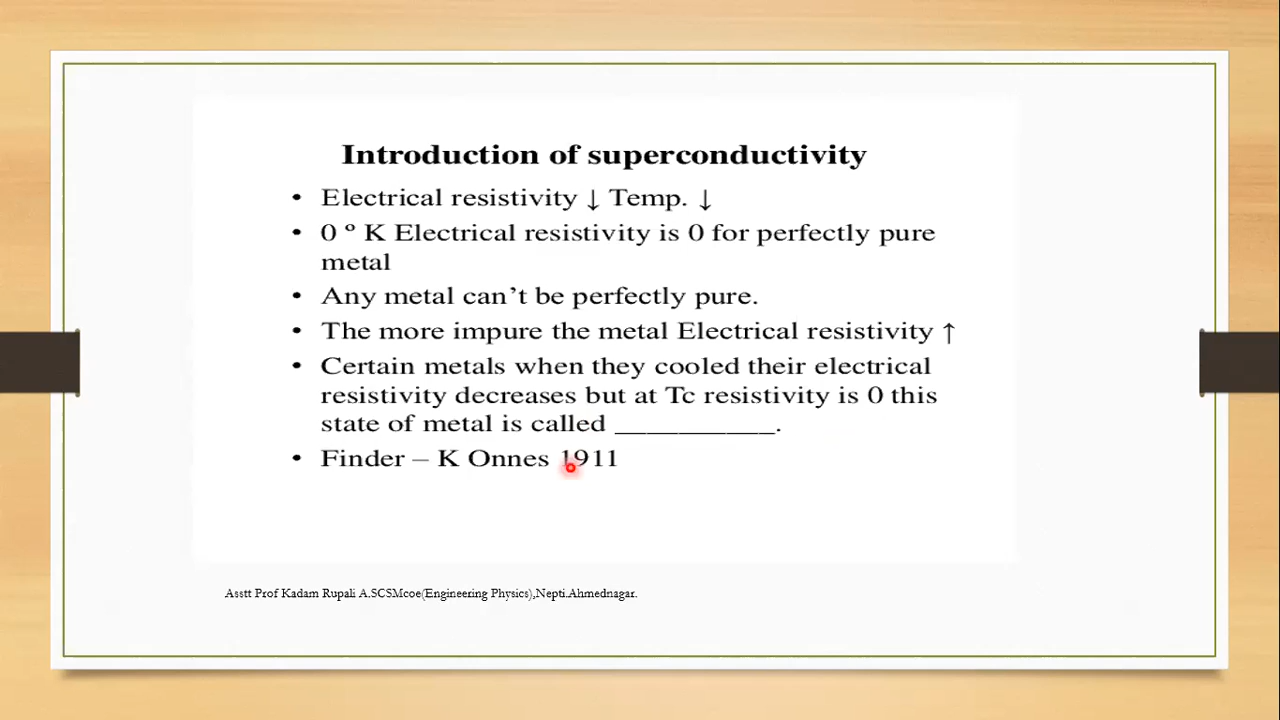 Introduction of superconductivity
• Electrical resistivity ↓ Temp. ↓
• 0 º K Electrical resistivity is 0 for perfectly pure
metal
• Any metal can’t be perfectly pure.
• The more impure the metal Electrical resistivity ↑
• Certain metals when they cooled their electrical
resistivity decreases but at Tc resistivity is 0 this
state of metal is called ___________.
• Finder – K Onnes 1911
Asstt Prof Kadam Rupali A.SCSMcoe(Engineering Physics),Nepti.Ahmednagar.